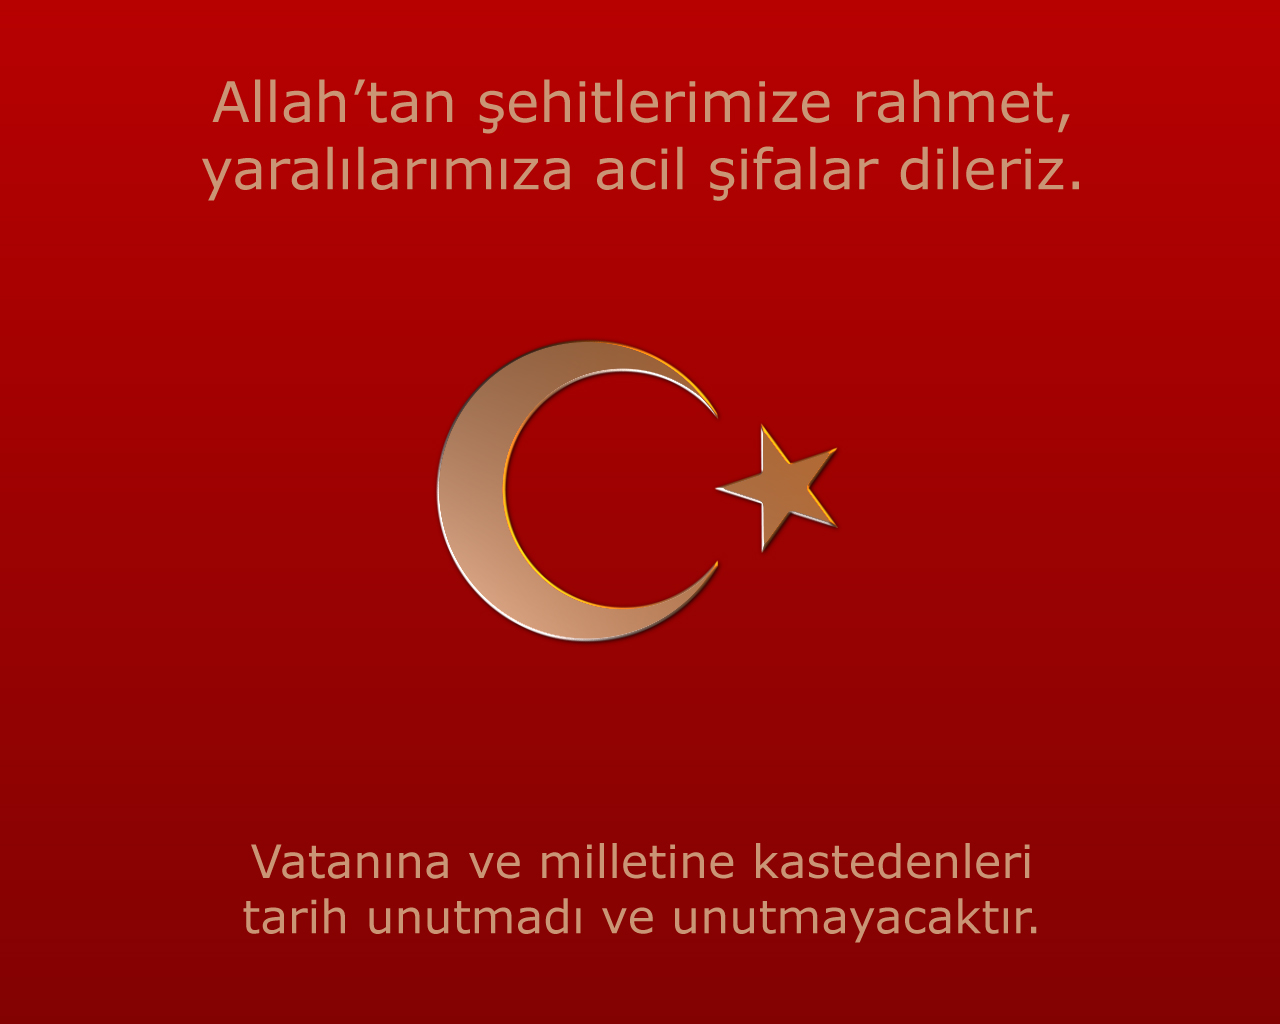 Allah’tan şehitlerimize rahmet,
yaralılarımıza acil şifalar dileriz.
Vatanına ve milletine kastedenleri
tarih unutmadı ve unutmayacaktır.